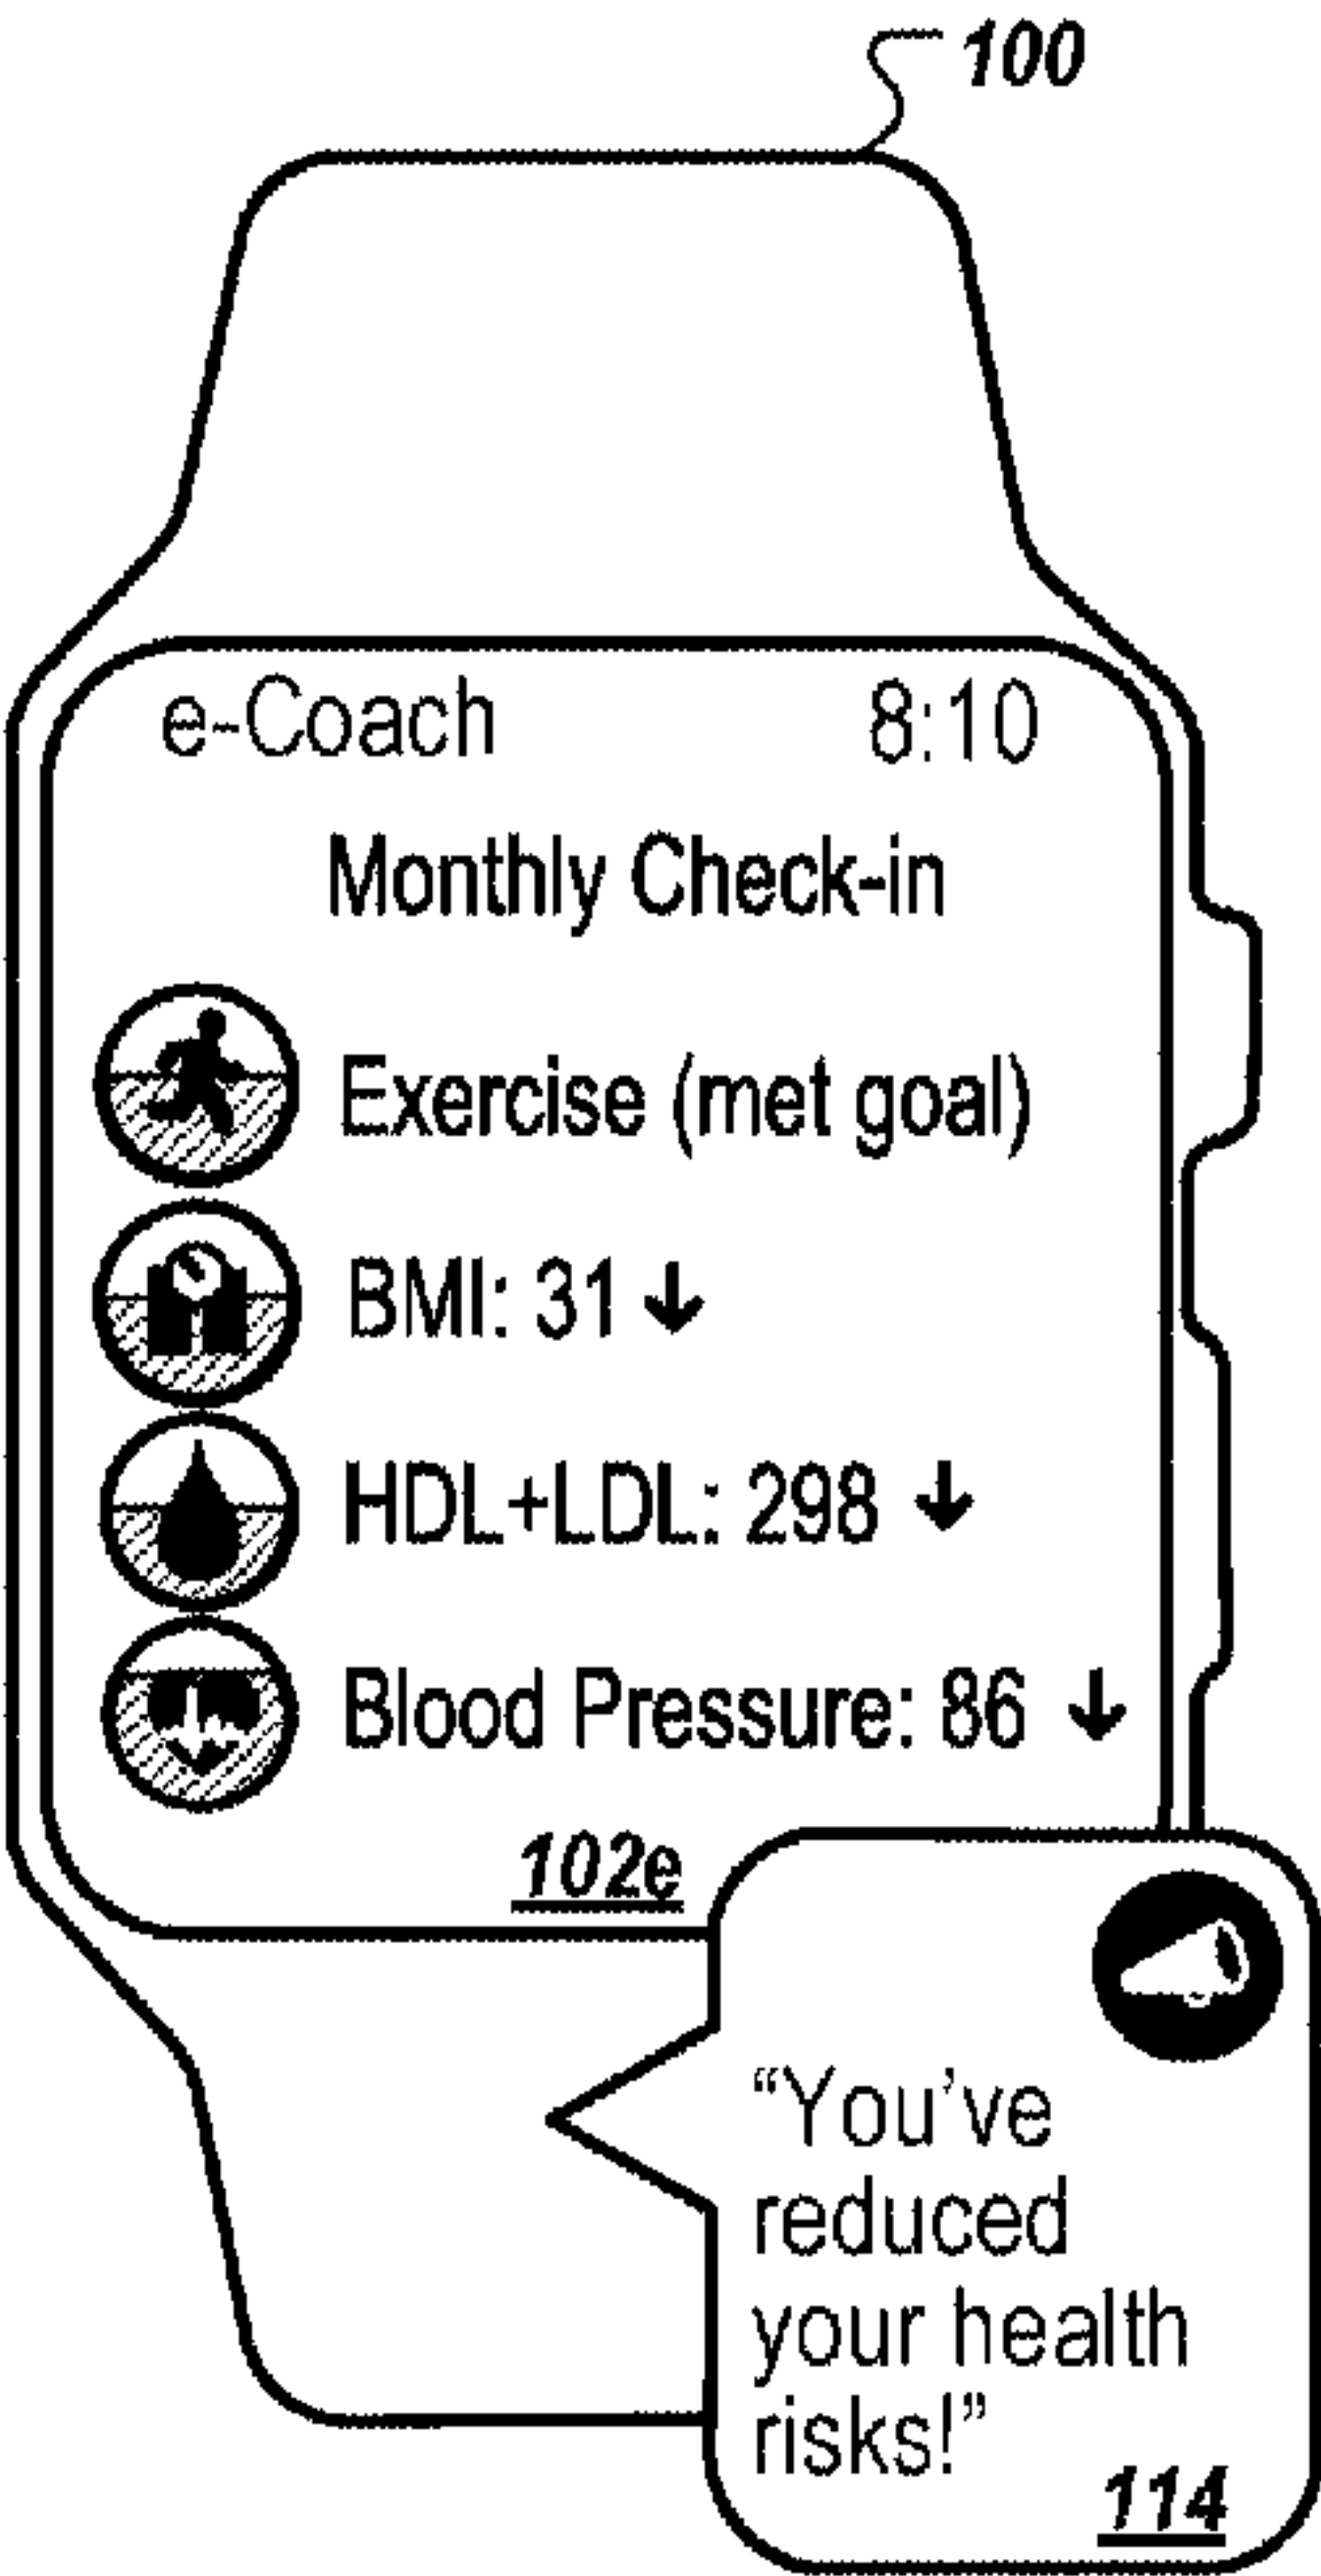 100
e-Coach 8:10
Monthly Check-in
Exercise (met goal)
BMI: 31 ↓
HDL+LDL: 298 ↓
Blood Pressure: 86 ↓
102e
“You’ve
reduced
your health
risks!”
114